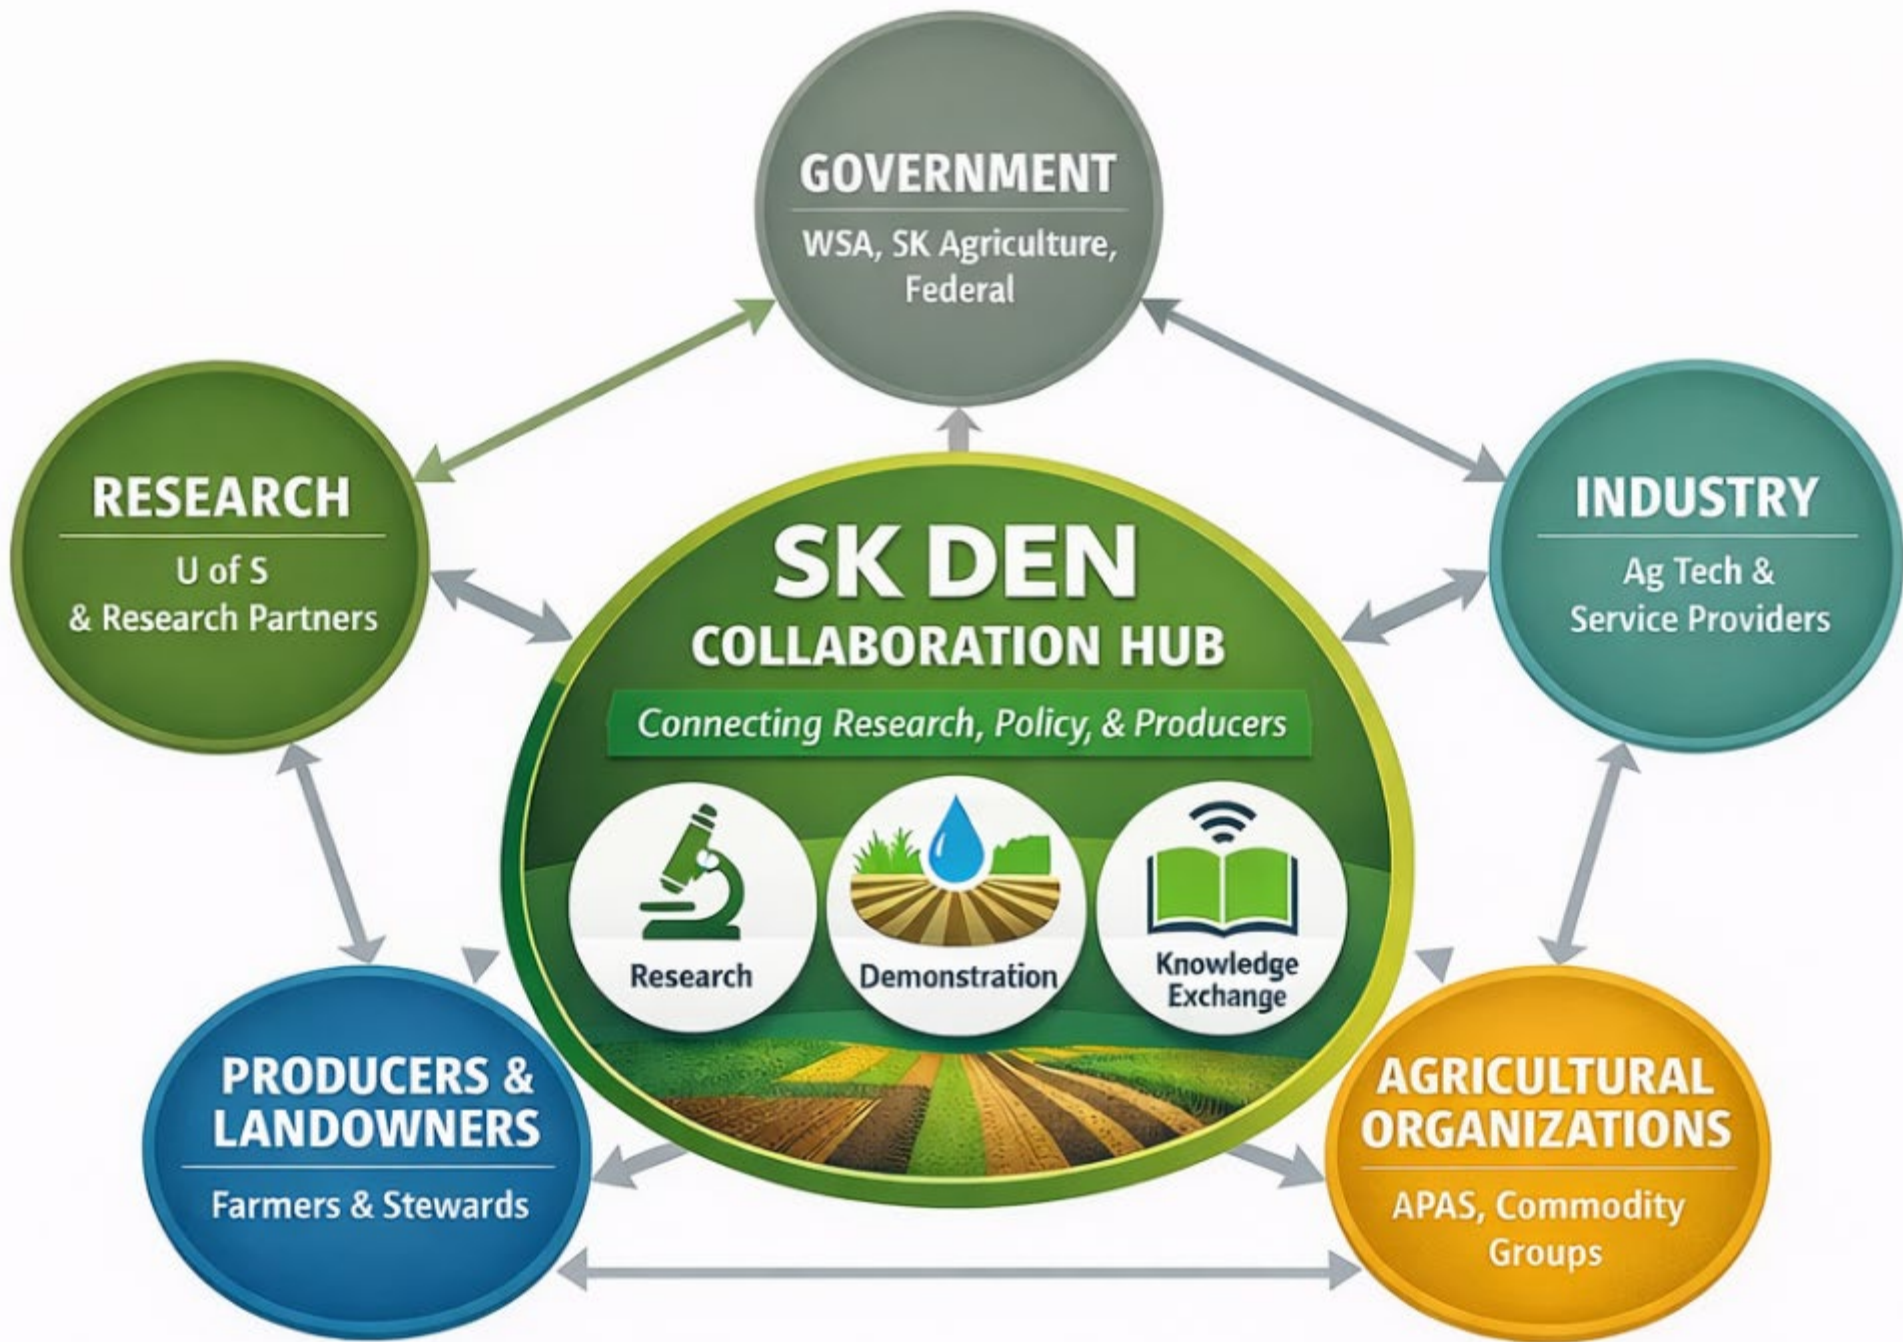 GOVERNMENT
WSA, SK Agriculture,
Federal
RESEARCH
U of S
& Research Partners
INDUSTRY
Ag Tech &
Service Providers
SK DEN
COLLABORATION HUB
Connecting Research, Policy, & Producers
Research
Demonstration
Knowledge
Exchange
PRODUCERS &
LANDOWNERS
Farmers & Stewards
AGRICULTURAL
ORGANIZATIONS
APAS, Commodity
Groups